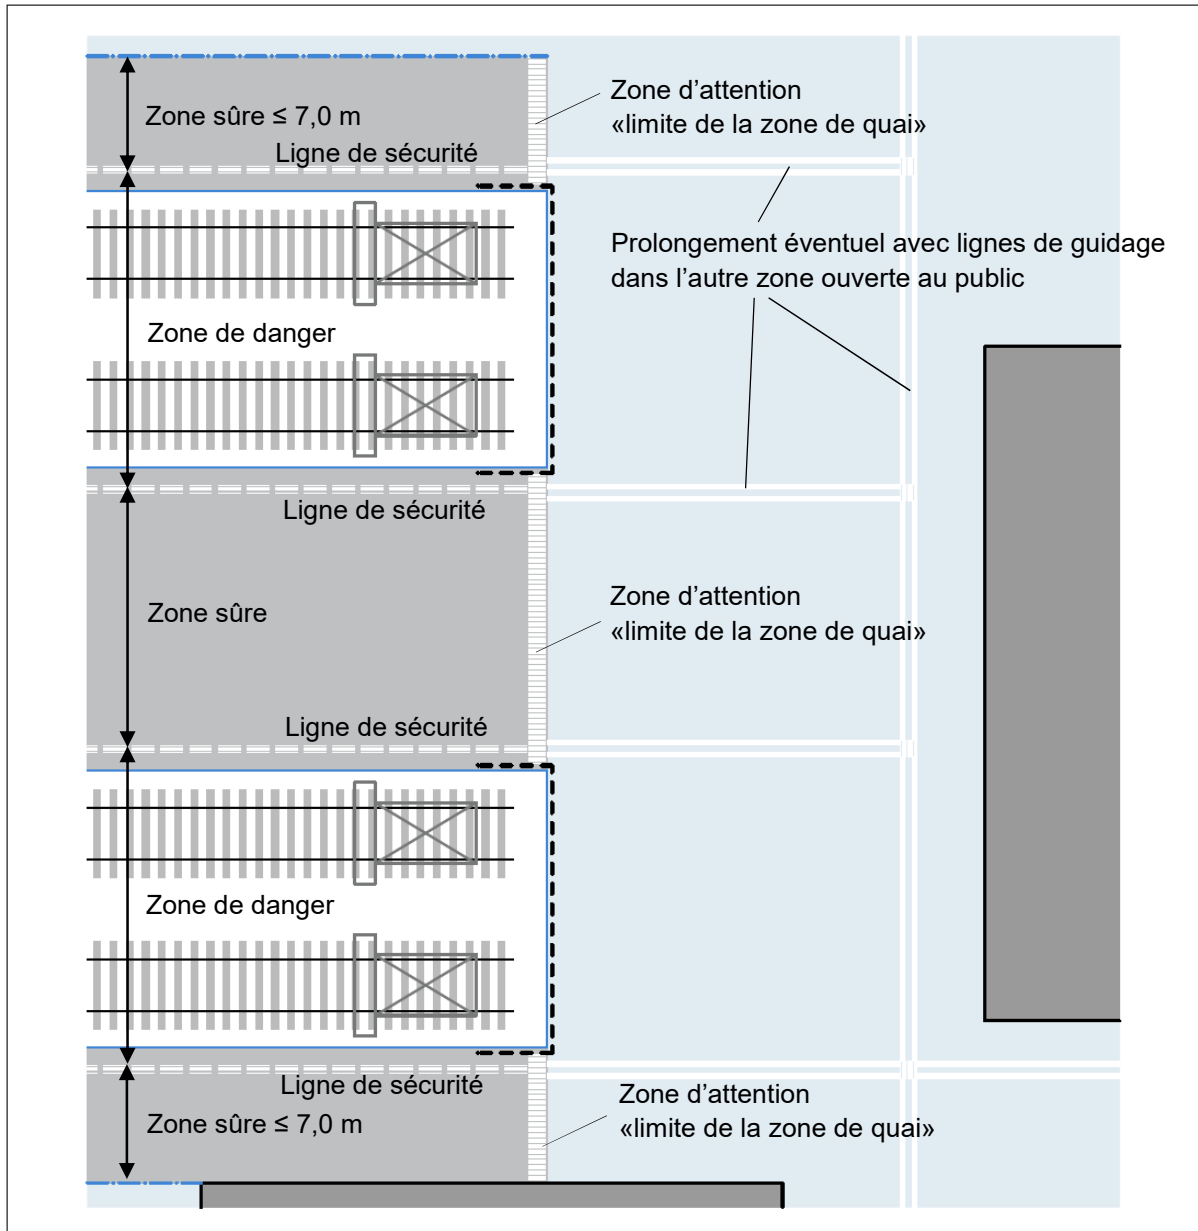 Zone d’attention
«limite de la zone de quai»
Zone sûre ≤ 7,0 m
Ligne de sécurité
Prolongement éventuel avec lignes de guidage
dans l’autre zone ouverte au public
Zone de danger
Ligne de sécurité
Zone d’attention
«limite de la zone de quai»
Zone sûre
Ligne de sécurité
Zone de danger
Ligne de sécurité
Zone d’attention
«limite de la zone de quai»
Zone sûre ≤ 7,0 m